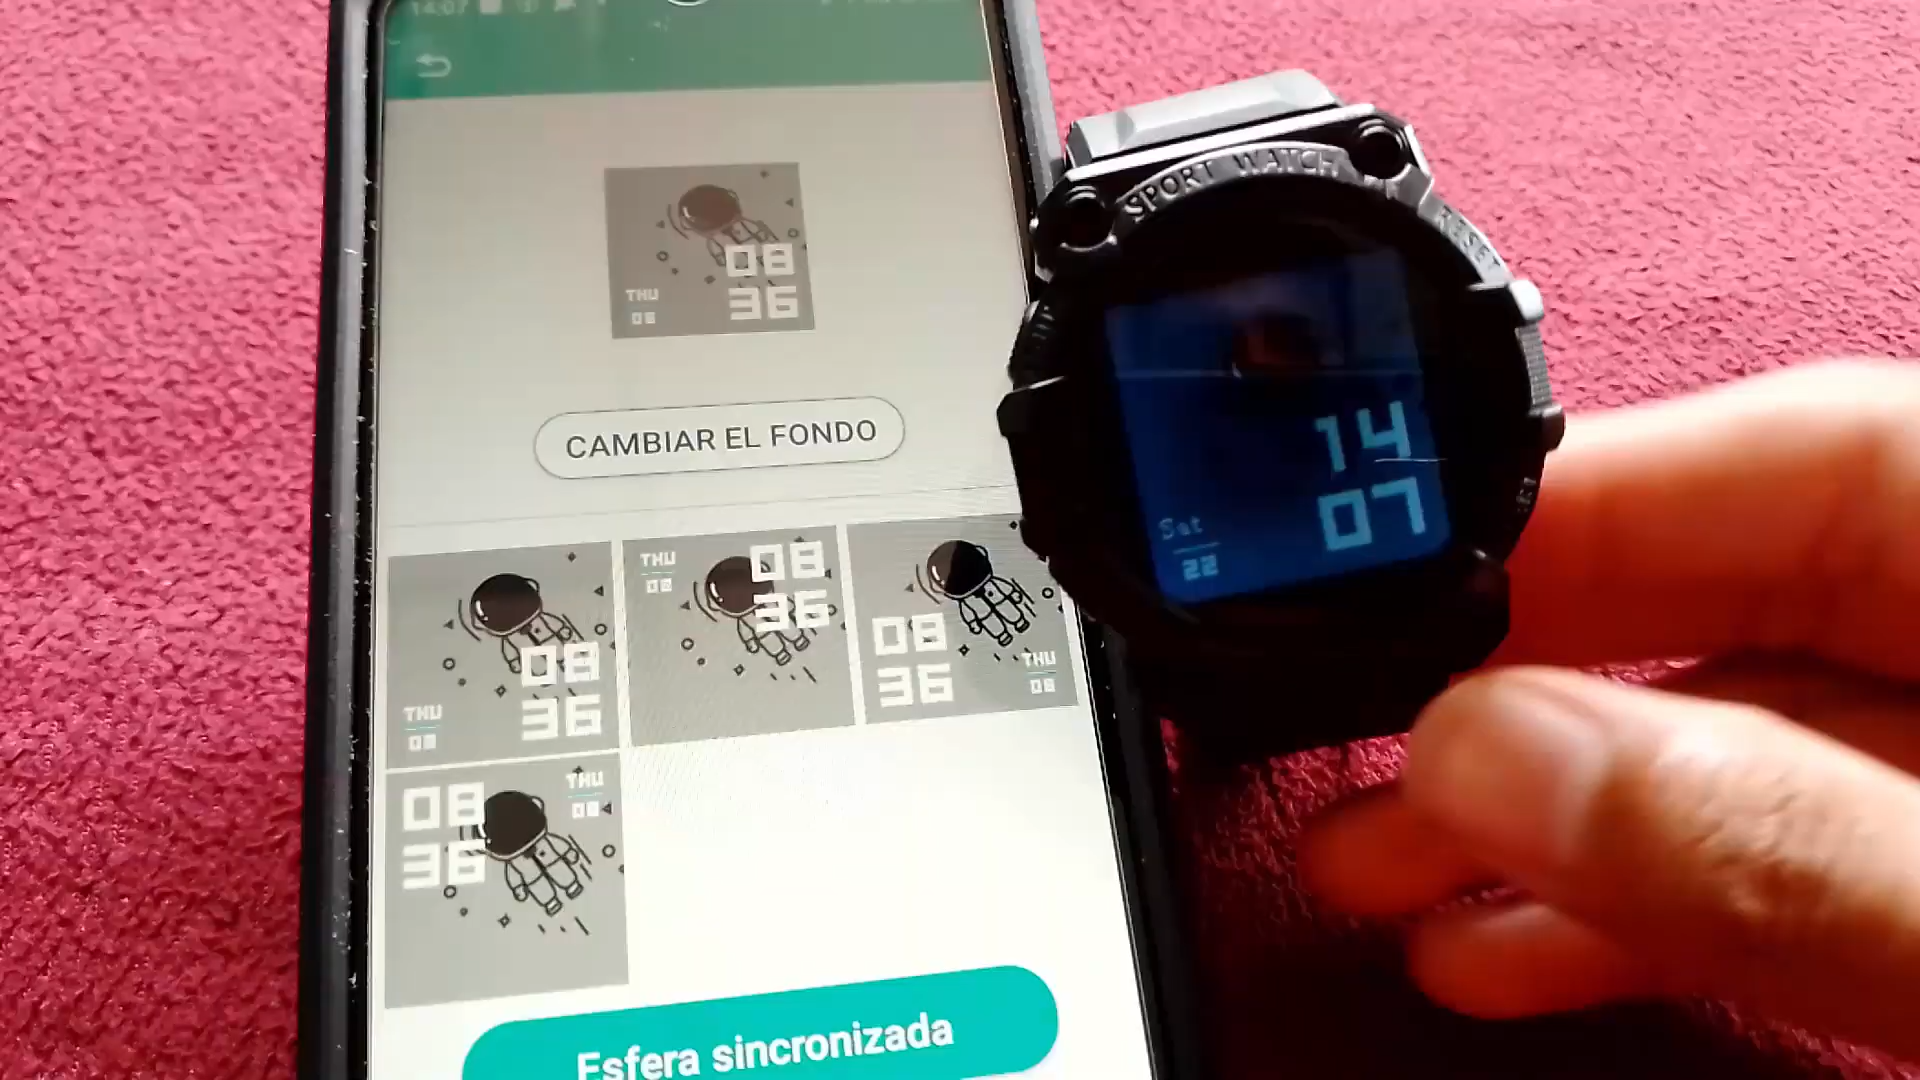 14:07
THU
08
36
CAMBIAR EL FONDO
THU
08
36
THU
08
36
08
36
THU
08
36
THU
Esfera sincronizada
SPORT WATCH
RESET
14
07
Sat
22